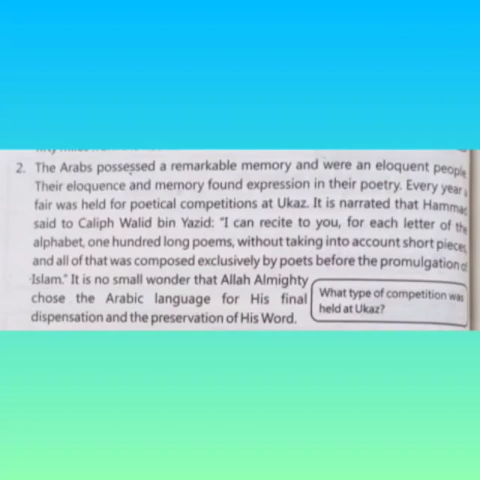 2. The Arabs possessed a remarkable memory and were an eloquent people
Their eloquence and memory found expression in their poetry. Every year a
fair was held for poetical competitions at Ukaz. It is narrated that Hammad
said to Caliph Walid bin Yazid: "I can recite to you, for each letter of the
alphabet, one hundred long poems, without taking into account short pieces
and all of that was composed exclusively by poets before the promulgation of
Islam." It is no small wonder that Allah Almighty
chose the Arabic language for His final
dispensation and the preservation of His Word.
What type of competition was
held at Ukaz?